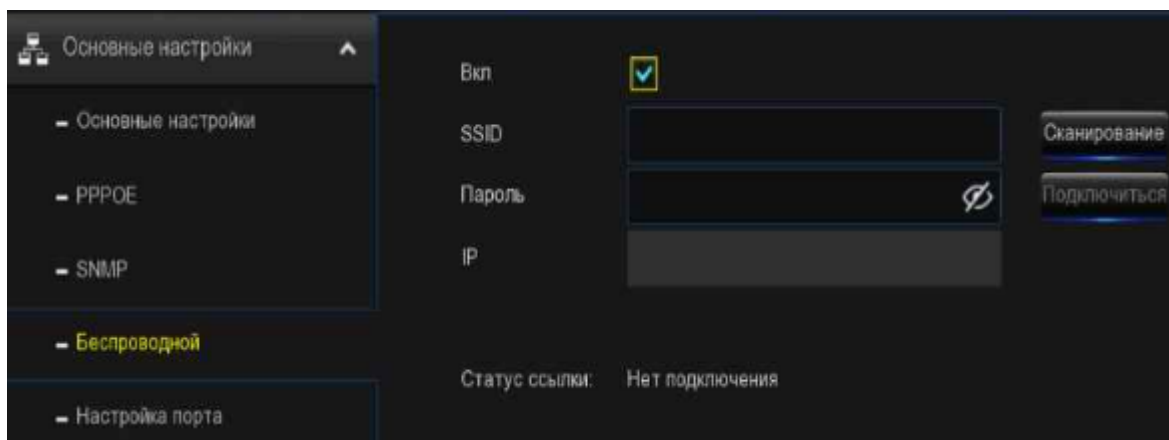 Основные настройки
Основные настройки
PPPOE
SNMP
Беспроводной
Настройка порта
Вкл
SSID
Сканирование
Пароль
Подключиться
IP
Статус ссылки: Нет подключения